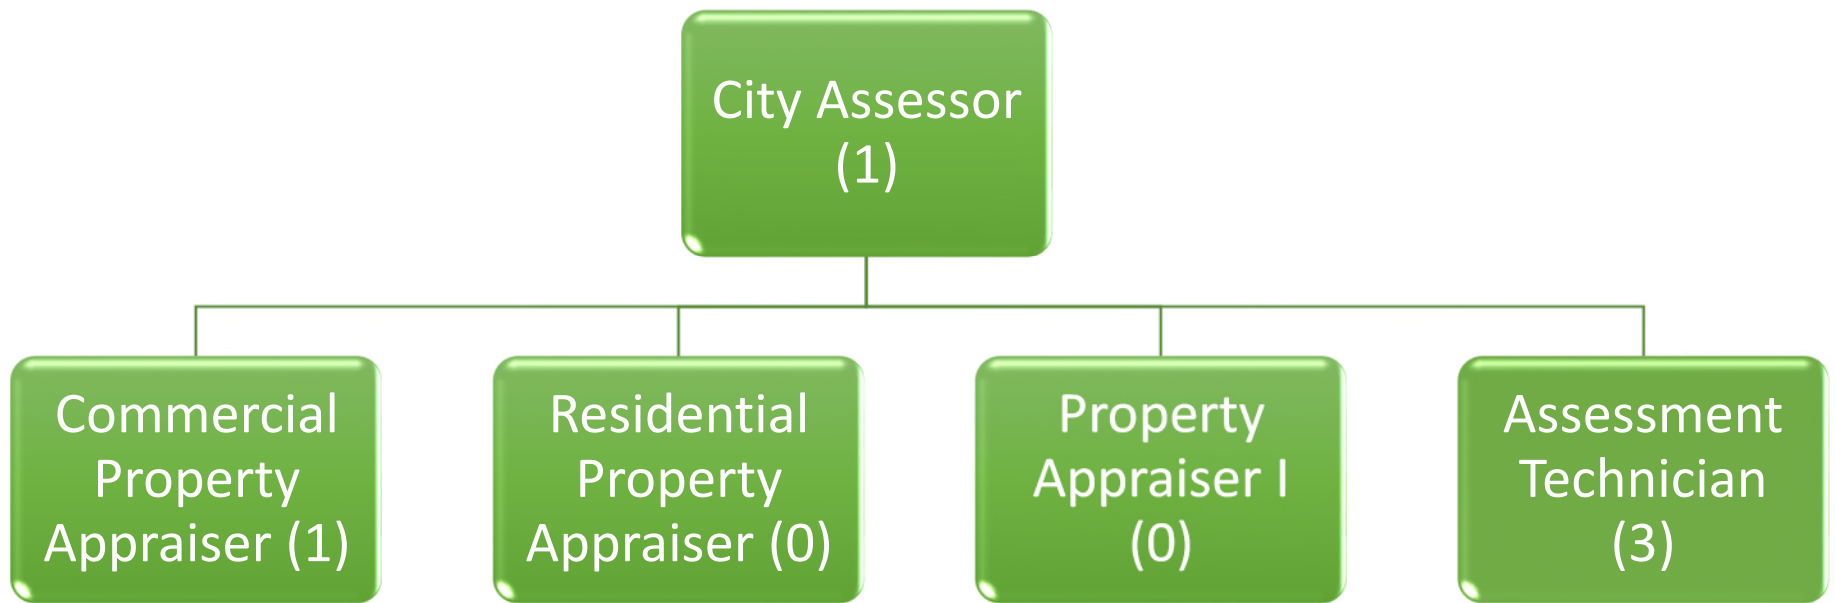 City Assessor
(1)
Commercial
Property
Appraiser (1)
Residential
Property
Appraiser (0)
Property
Appraiser I
(0)
Assessment
Technician
(3)